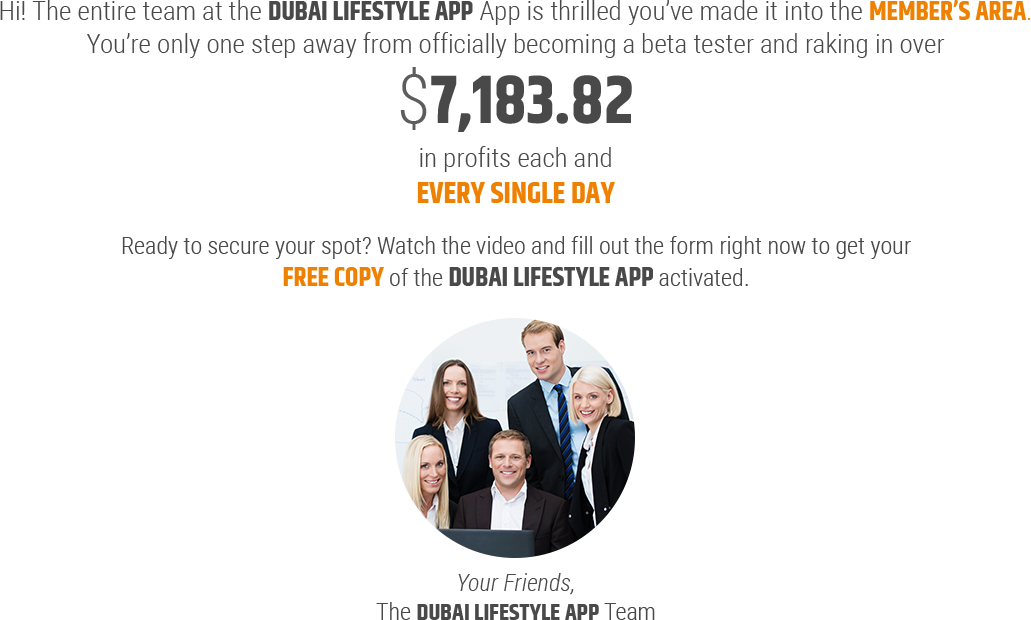 Hi! The entire team at the DUBAI LIFESTYLE APP App is thrilled you've made it into the MEMBER'S AREA.
You're only one step away from officially becoming a beta tester and raking in over
$7,183.82
in profits each and
EVERY SINGLE DAY
Ready to secure your spot? Watch the video and fill out the form right now to get your
FREE COPY of the DUBAI LIFESTYLE APP activated.
Your Friends,
The DUBAI LIFESTYLE APP Team